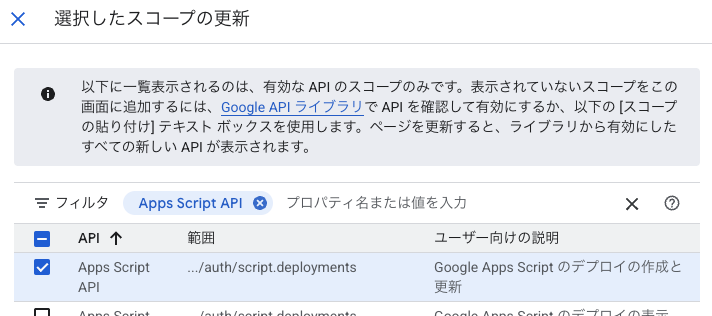 選択したスコープの更新
以下に一覧表示されるのは、有効な API のスコープのみです。表示されていないスコープをこの
画面に追加するには、Google API ライブラリで API を確認して有効にするか、以下の [スコープ
の貼り付け] テキスト ボックスを使用します。ページを更新すると、ライブラリから有効にした
すべての新しい API が表示されます。
フィルタ Apps Script API プロパティ名または値を入力
API 範囲 ユーザー向けの説明
Apps Script .../auth/script.deployments Google Apps Script のデプロイの作成と
API 更新
Apps Script .../auth/script.deployments Google Apps Script のデプロイの表示